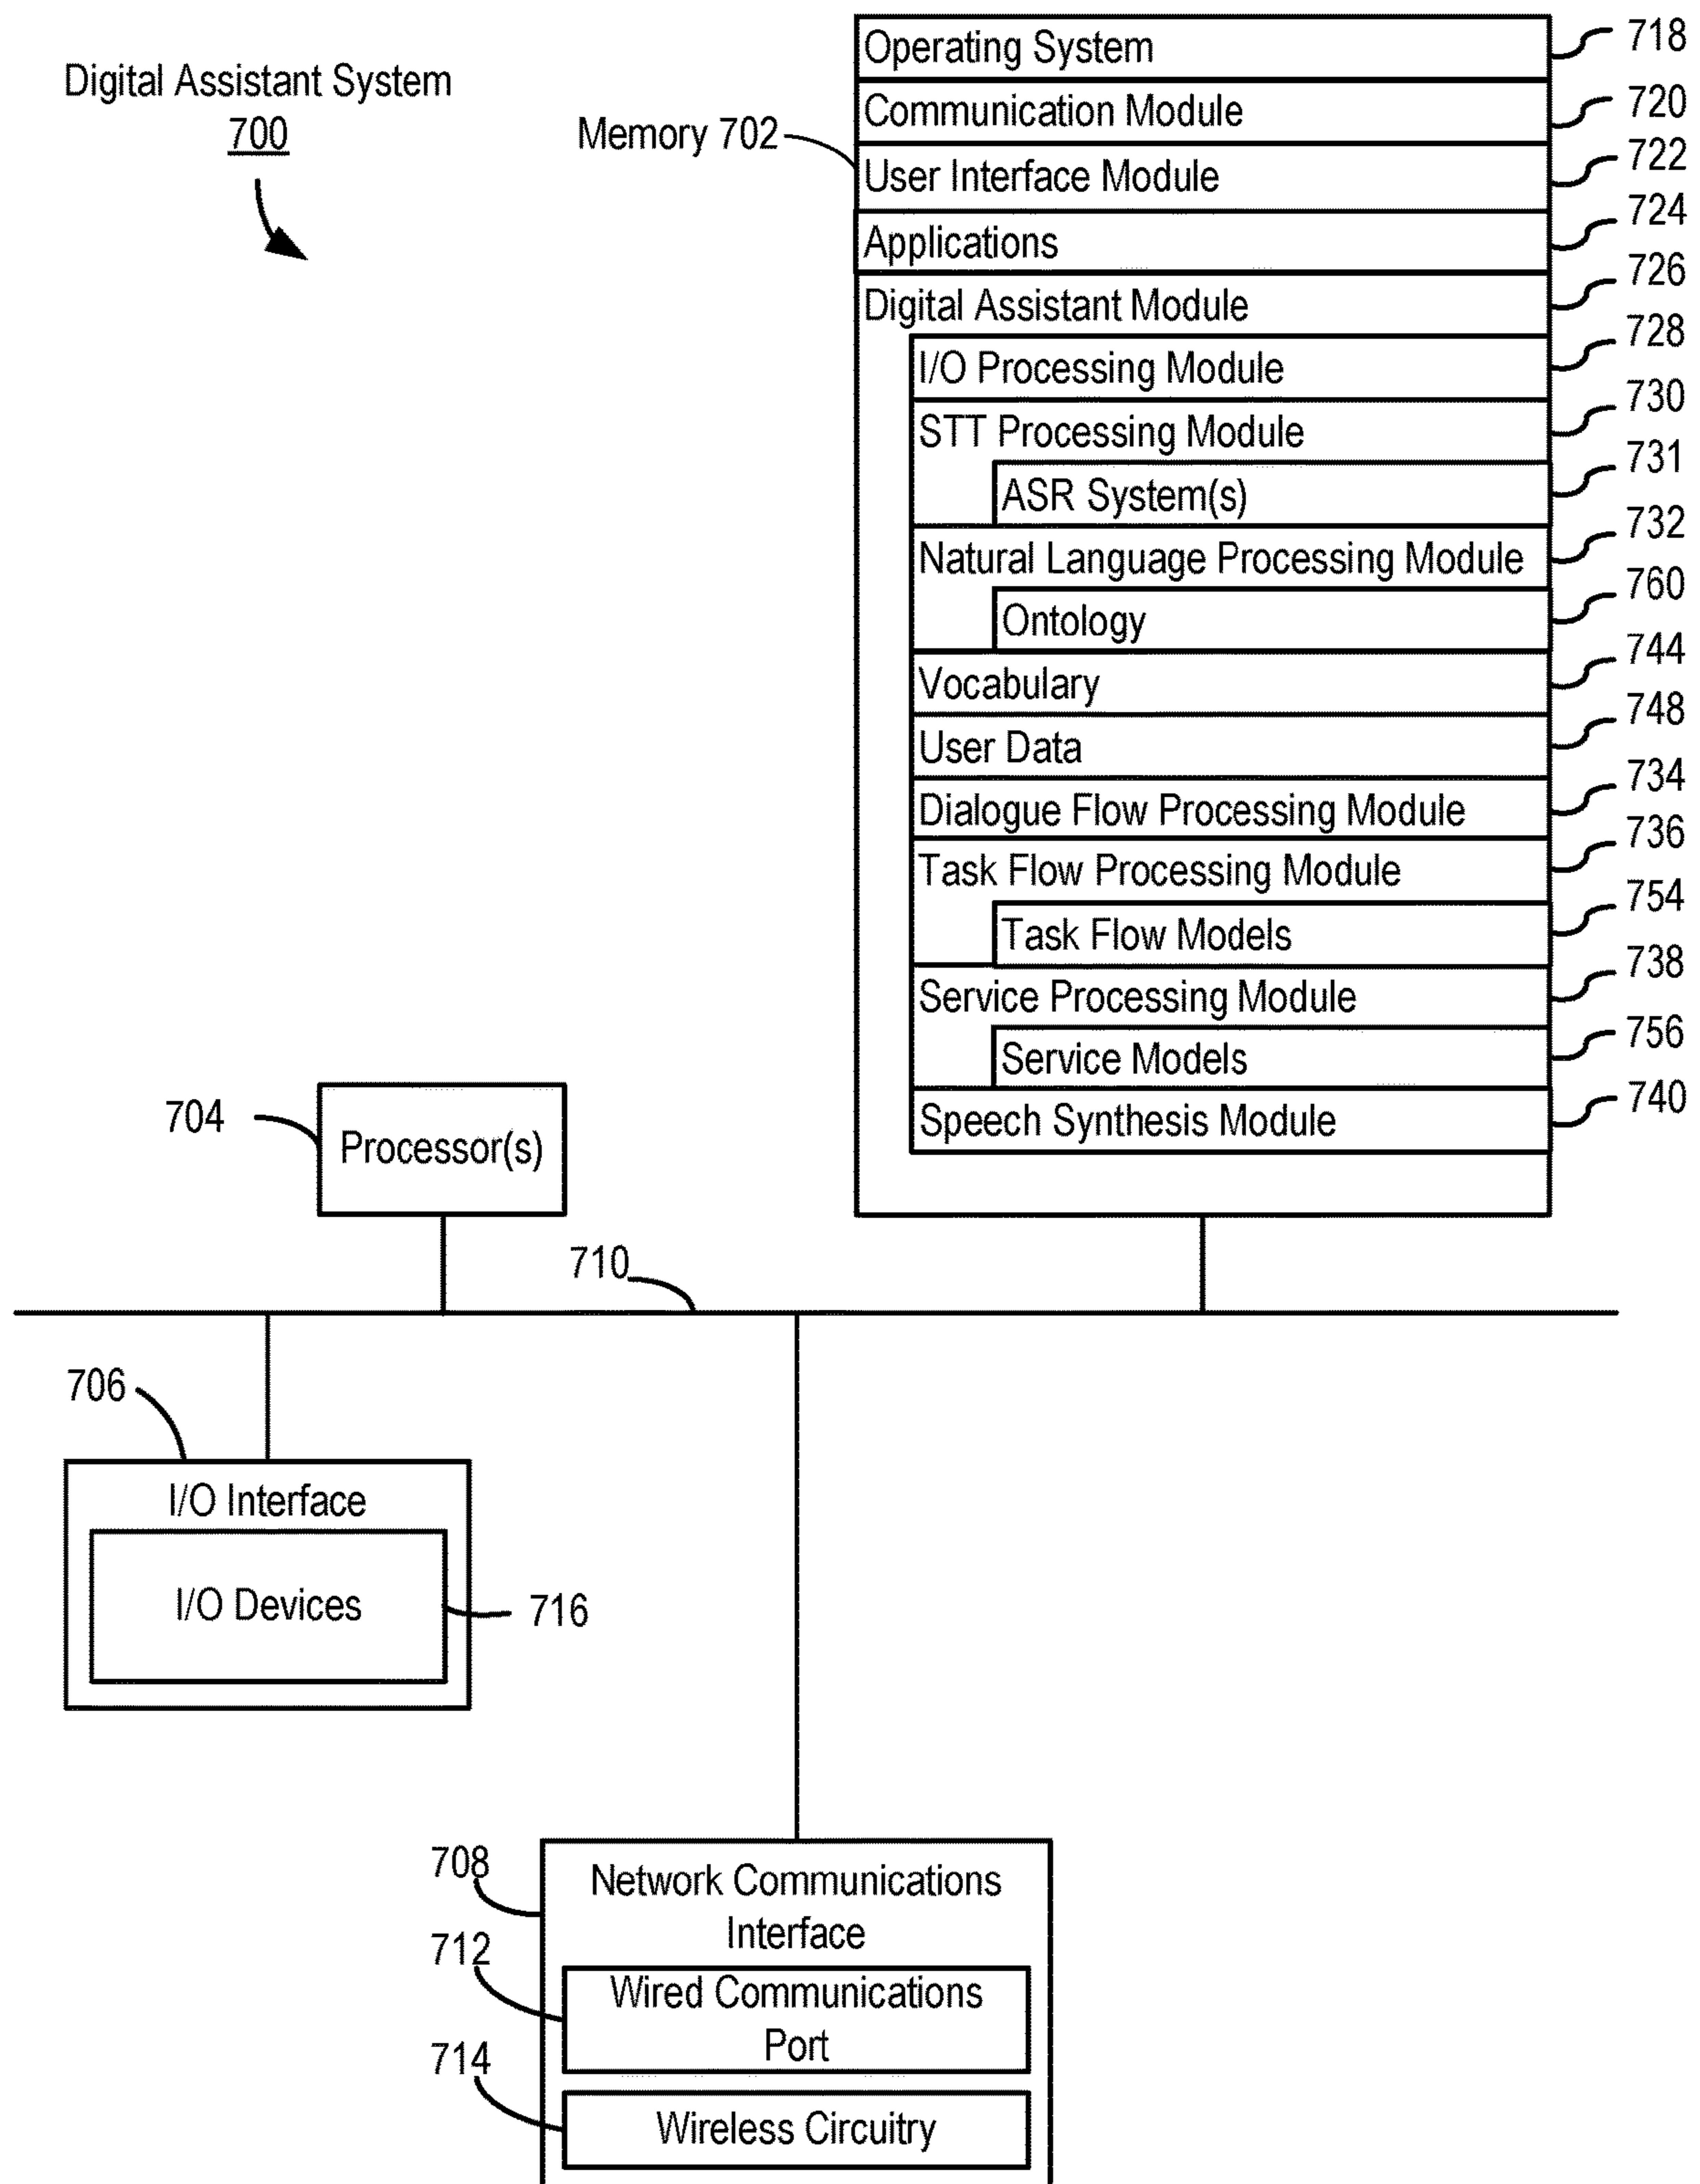 Digital Assistant System
700
Memory 702
Operating System 718
Communication Module 720
User Interface Module 722
Applications 724
Digital Assistant Module 726
I/O Processing Module 728
STT Processing Module 730
ASR System(s) 731
Natural Language Processing Module 732
Ontology 760
Vocabulary 744
User Data 748
Dialogue Flow Processing Module 734
Task Flow Processing Module 736
Task Flow Models 754
Service Processing Module 738
Service Models 756
Speech Synthesis Module 740
704
Processor(s)
710
706
I/O Interface
I/O Devices 716
708
Network Communications
Interface
712
Wired Communications
Port
714
Wireless Circuitry